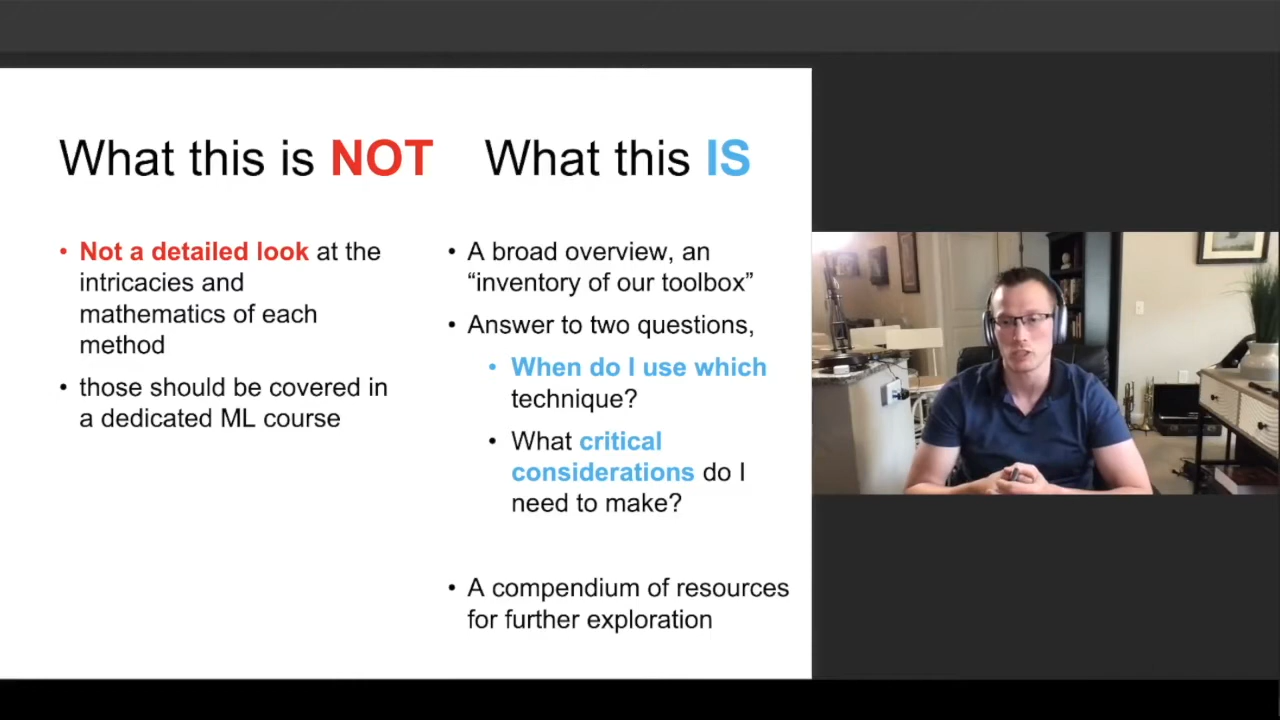 What this is NOT
• Not a detailed look at the
intricacies and
mathematics of each
method
• those should be covered in
a dedicated ML course
What this IS
• A broad overview, an
“inventory of our toolbox”
• Answer to two questions,
• When do I use which
technique?
• What critical
considerations do I
need to make?
• A compendium of resources
for further exploration